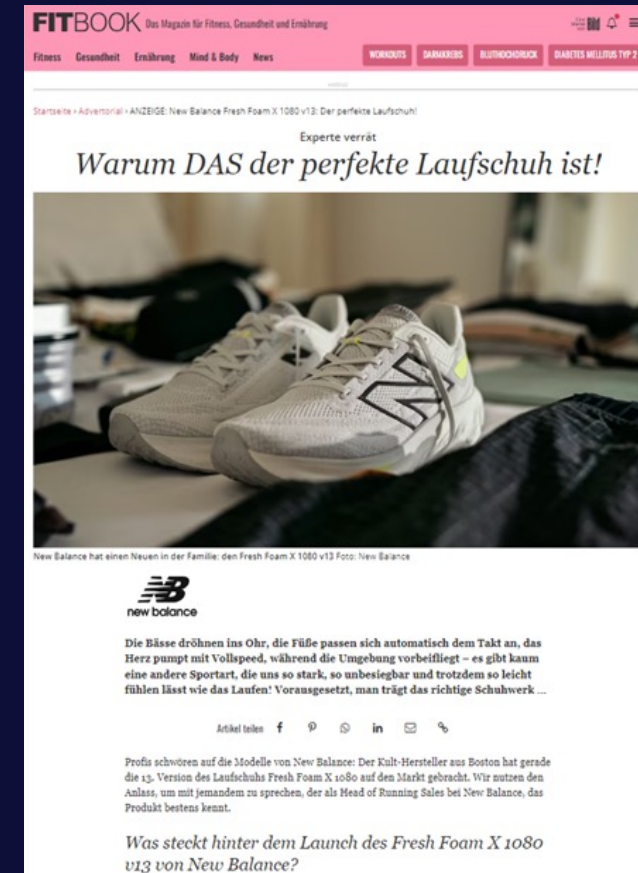 FITBOOK Das Magazin für Fitness, Gesundheit und Ernährung
Bild
Fitness Gesundheit Ernährung Mind & Body News WORKOUTS DARMKREBS BLUTHOCHDRUCK DIABETES MELLITUS TYP 2
Startseite › Advertorial › ANZEIGE: New Balance Fresh Foam X 1080 v13: Der perfekte Laufschuh!
Experte verrät
Warum DAS der perfekte Laufschuh ist!
New Balance hat einen Neuen in der Familie: den Fresh Foam X 1080 v13 Foto: New Balance
new balance
Die Bässe dröhnen ins Ohr, die Füße passen sich automatisch dem Takt an, das
Herz pumpt mit Vollspeed, während die Umgebung vorbeifliegt – es gibt kaum
eine andere Sportart, die uns so stark, so unbesiegbar und trotzdem so leicht
fühlen lässt wie das Laufen! Vorausgesetzt, man trägt das richtige Schuhwerk ...
Artikel teilen
Profis schwören auf die Modelle von New Balance: Der Kult-Hersteller aus Boston hat gerade
die 13. Version des Laufschuhs Fresh Foam X 1080 auf den Markt gebracht. Wir nutzen den
Anlass, um mit jemandem zu sprechen, der als Head of Running Sales bei New Balance, das
Produkt bestens kennt.
Was steckt hinter dem Launch des Fresh Foam X 1080
v13 von New Balance?